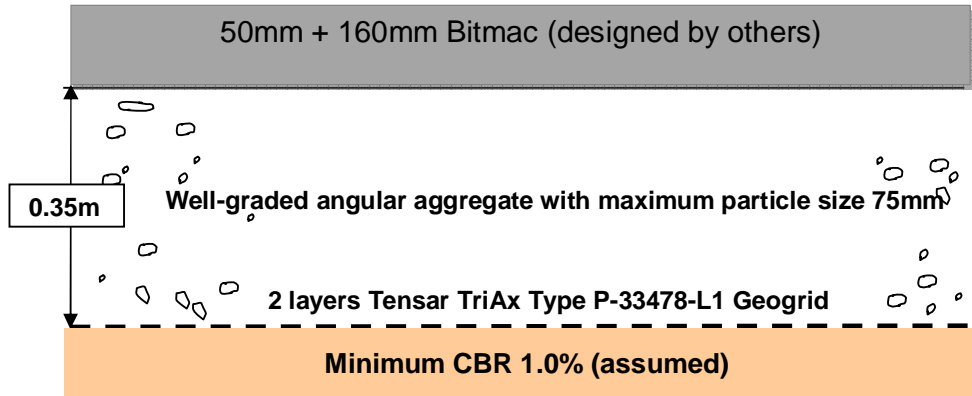 50mm + 160mm Bitmac (designed by others)
0.35m
Well-graded angular aggregate with maximum particle size 75mm
2 layers Tensar TriAx Type P-33478-L1 Geogrid
Minimum CBR 1.0% (assumed)